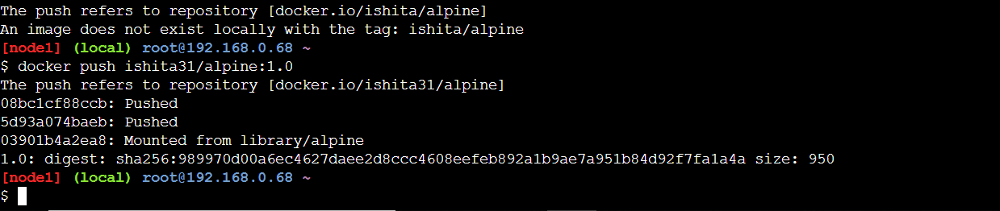 The push refers to repository [docker.io/ishita/alpine]
An image does not exist locally with the tag: ishita/alpine
[node1] (local) root@192.168.0.68 ~
$ docker push ishita31/alpine:1.0
The push refers to repository [docker.io/ishita31/alpine]
08bc1cf88ccb: Pushed
5d93a074baeb: Pushed
03901b4a2ea8: Mounted from library/alpine
1.0: digest: sha256:989970d00a6ec4627daee2d8ccc4608eefeb892a1b9ae7a951b84d92f7fa1a4a size: 950
[node1] (local) root@192.168.0.68 ~
$